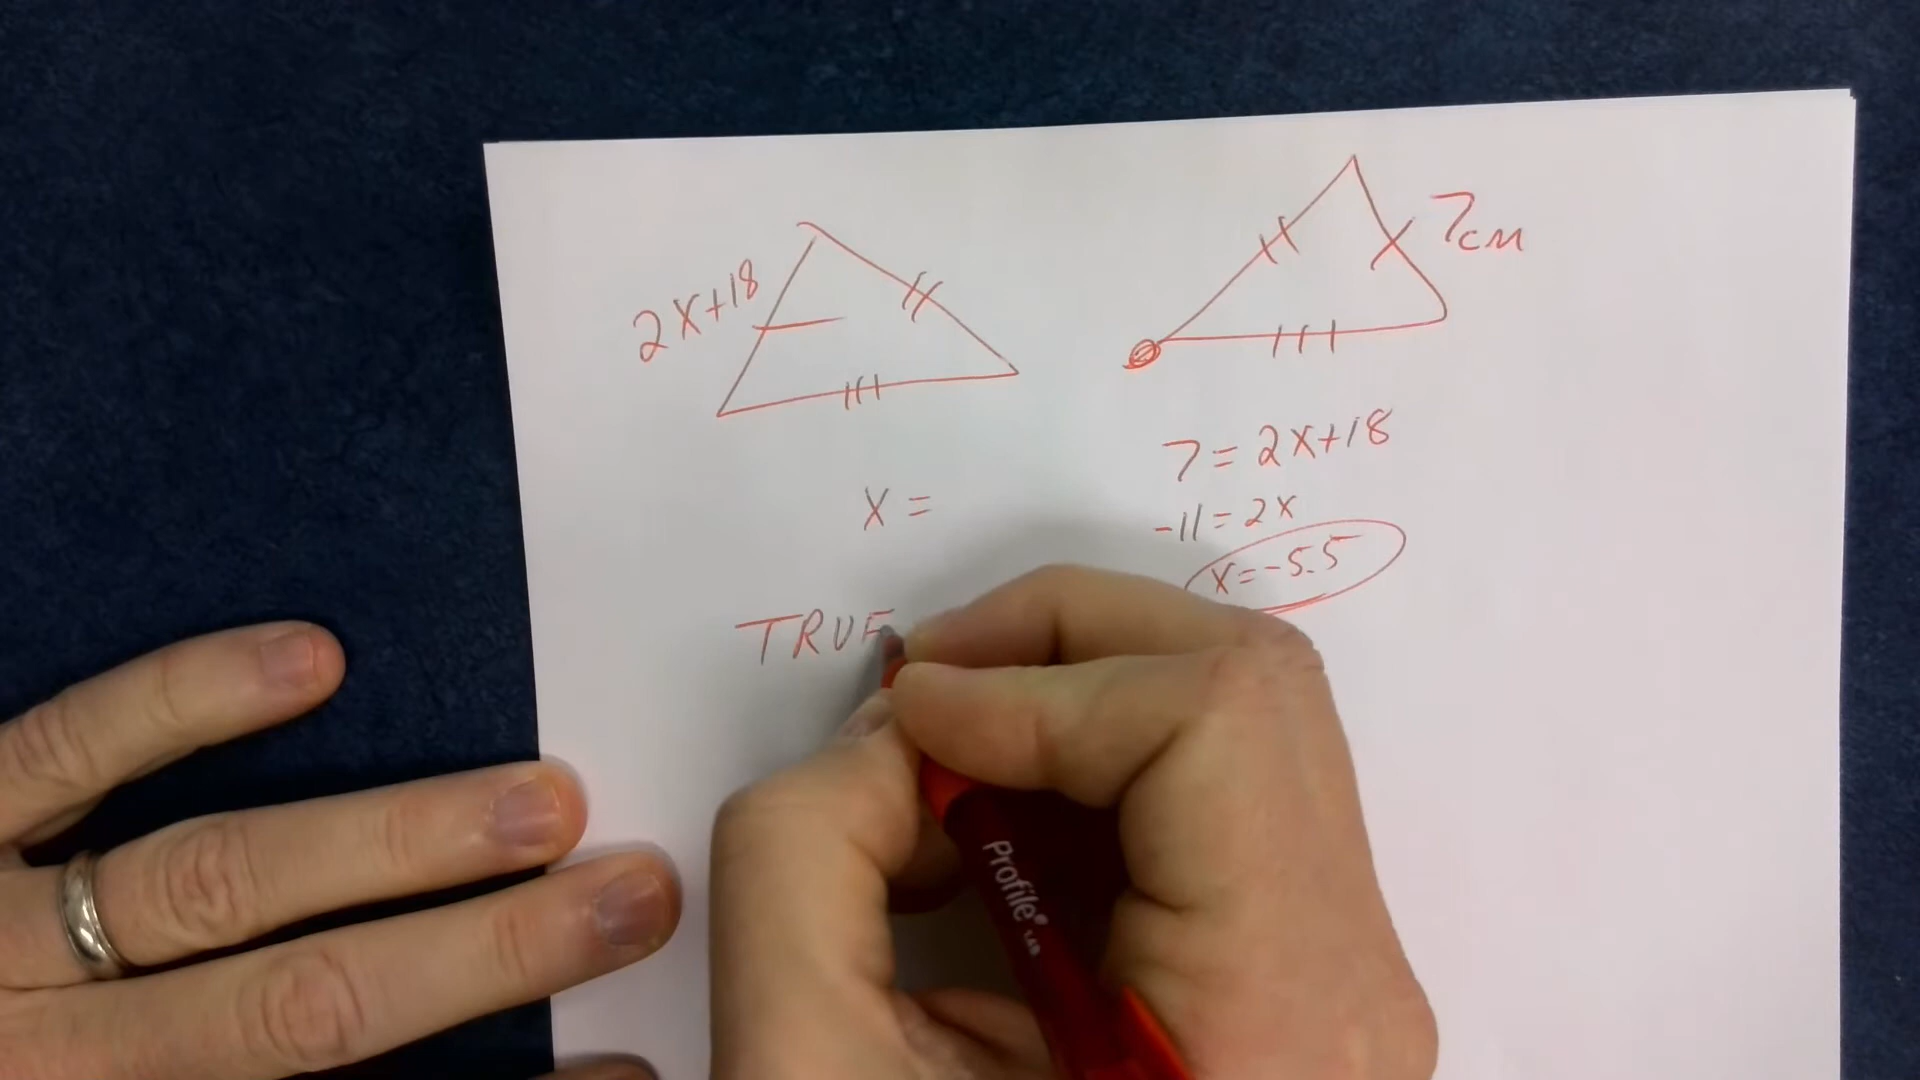 2x+18
7cm
7=2x+18
-11=2x
x=
x=-5.5
TRUE
Profile®